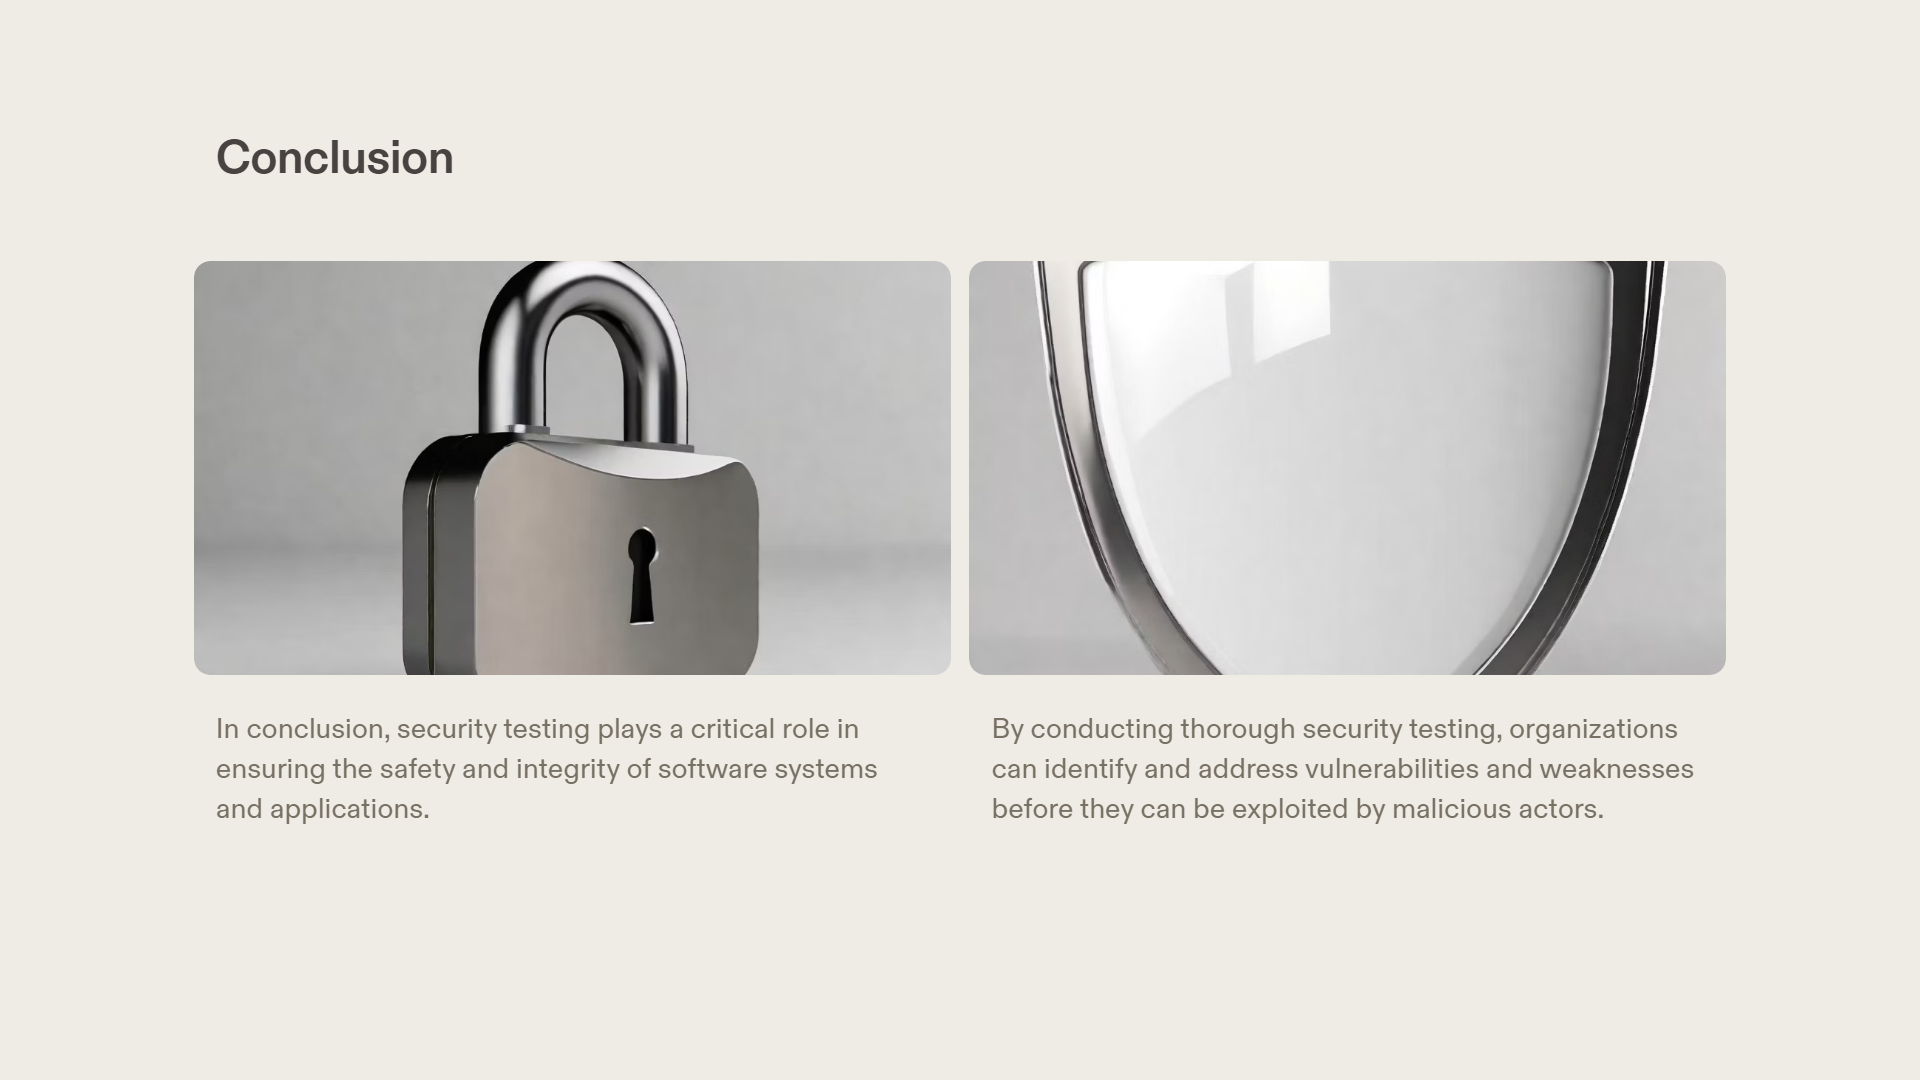 Conclusion
In conclusion, security testing plays a critical role in
ensuring the safety and integrity of software systems
and applications.
By conducting thorough security testing, organizations
can identify and address vulnerabilities and weaknesses
before they can be exploited by malicious actors.